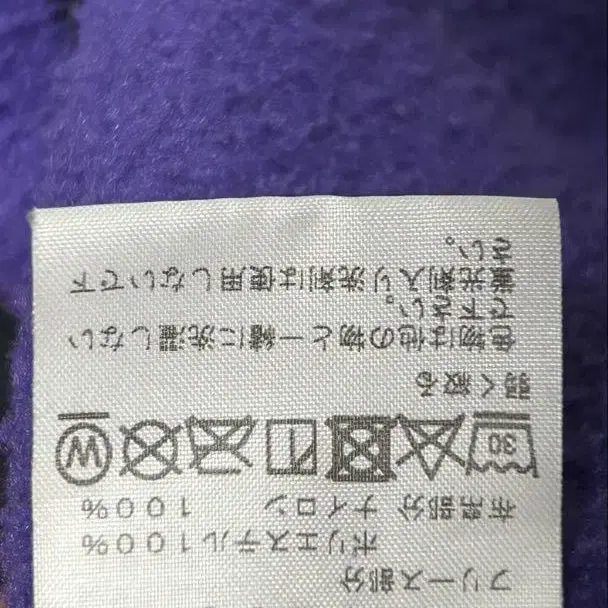 フリース部分
ポリエステル100%
布帛部分 ナイロン 100%
30
W
弱く絞る
色物は他の物と一緒に洗濯しない
で下さい。
蛍光剤入り洗剤は使用しないで下
さい。